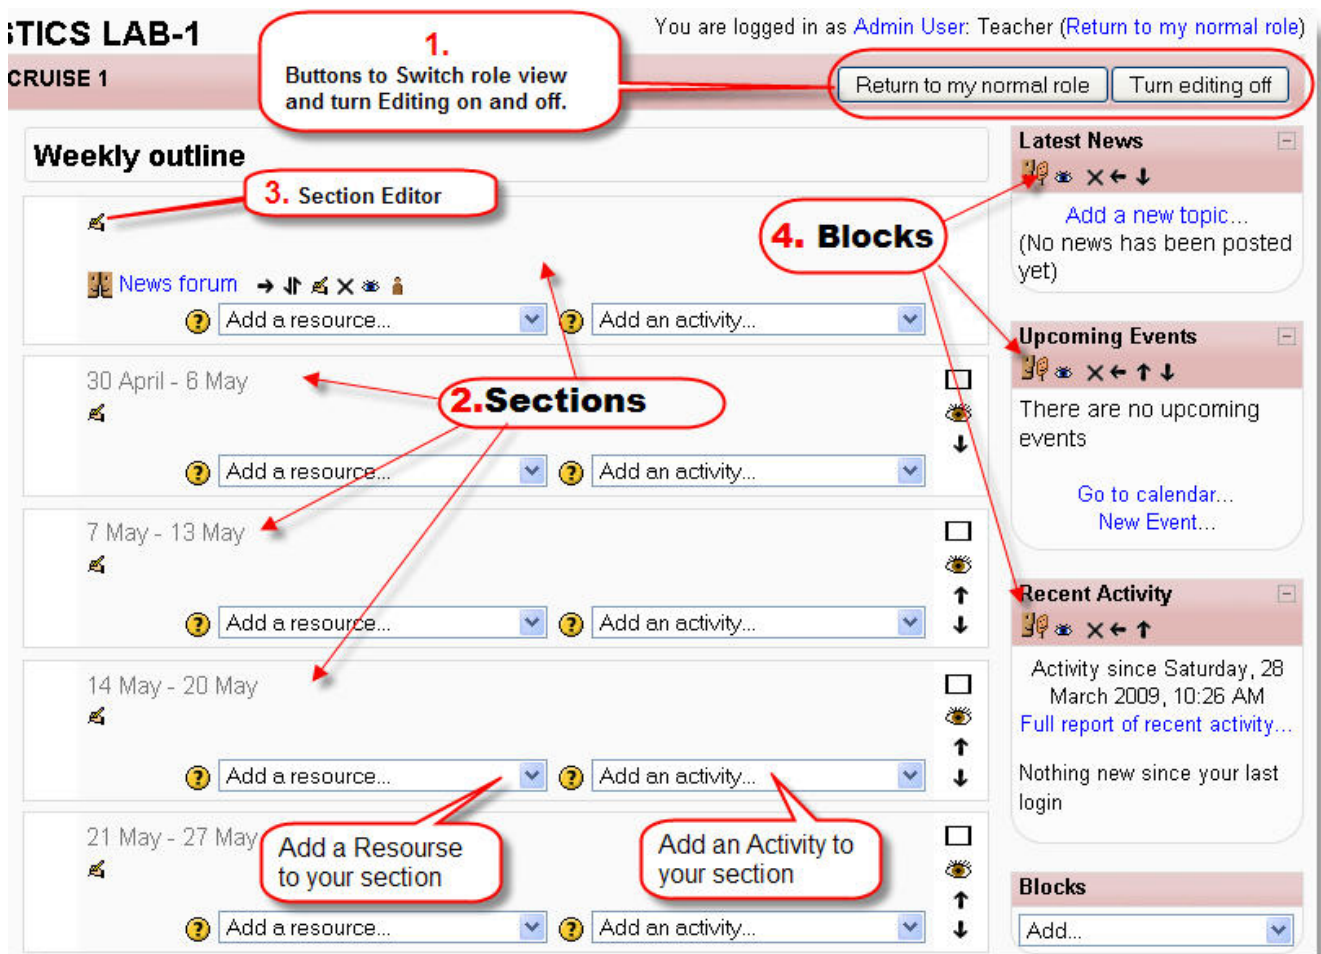 TICS LAB-1
You are logged in as Admin User: Teacher (Return to my normal role)
CRUISE 1
1.
Buttons to Switch role view
and turn Editing on and off.
Return to my normal role
Turn editing off
Weekly outline
3. Section Editor
News forum
Add a resource...
Add an activity...
4. Blocks
2.Sections
30 April - 6 May
Add a resource...
Add an activity...
7 May - 13 May
Add a resource...
Add an activity...
14 May - 20 May
Add a resource...
Add an activity...
Add a Resourse
to your section
Add an Activity to
your section
21 May - 27 May
Add a resource...
Add an activity...
Latest News
Add a new topic...
(No news has been posted
yet)
Upcoming Events
There are no upcoming
events
Go to calendar...
New Event...
Recent Activity
Activity since Saturday, 28
March 2009, 10:26 AM
Full report of recent activity...
Nothing new since your last
login
Blocks
Add...